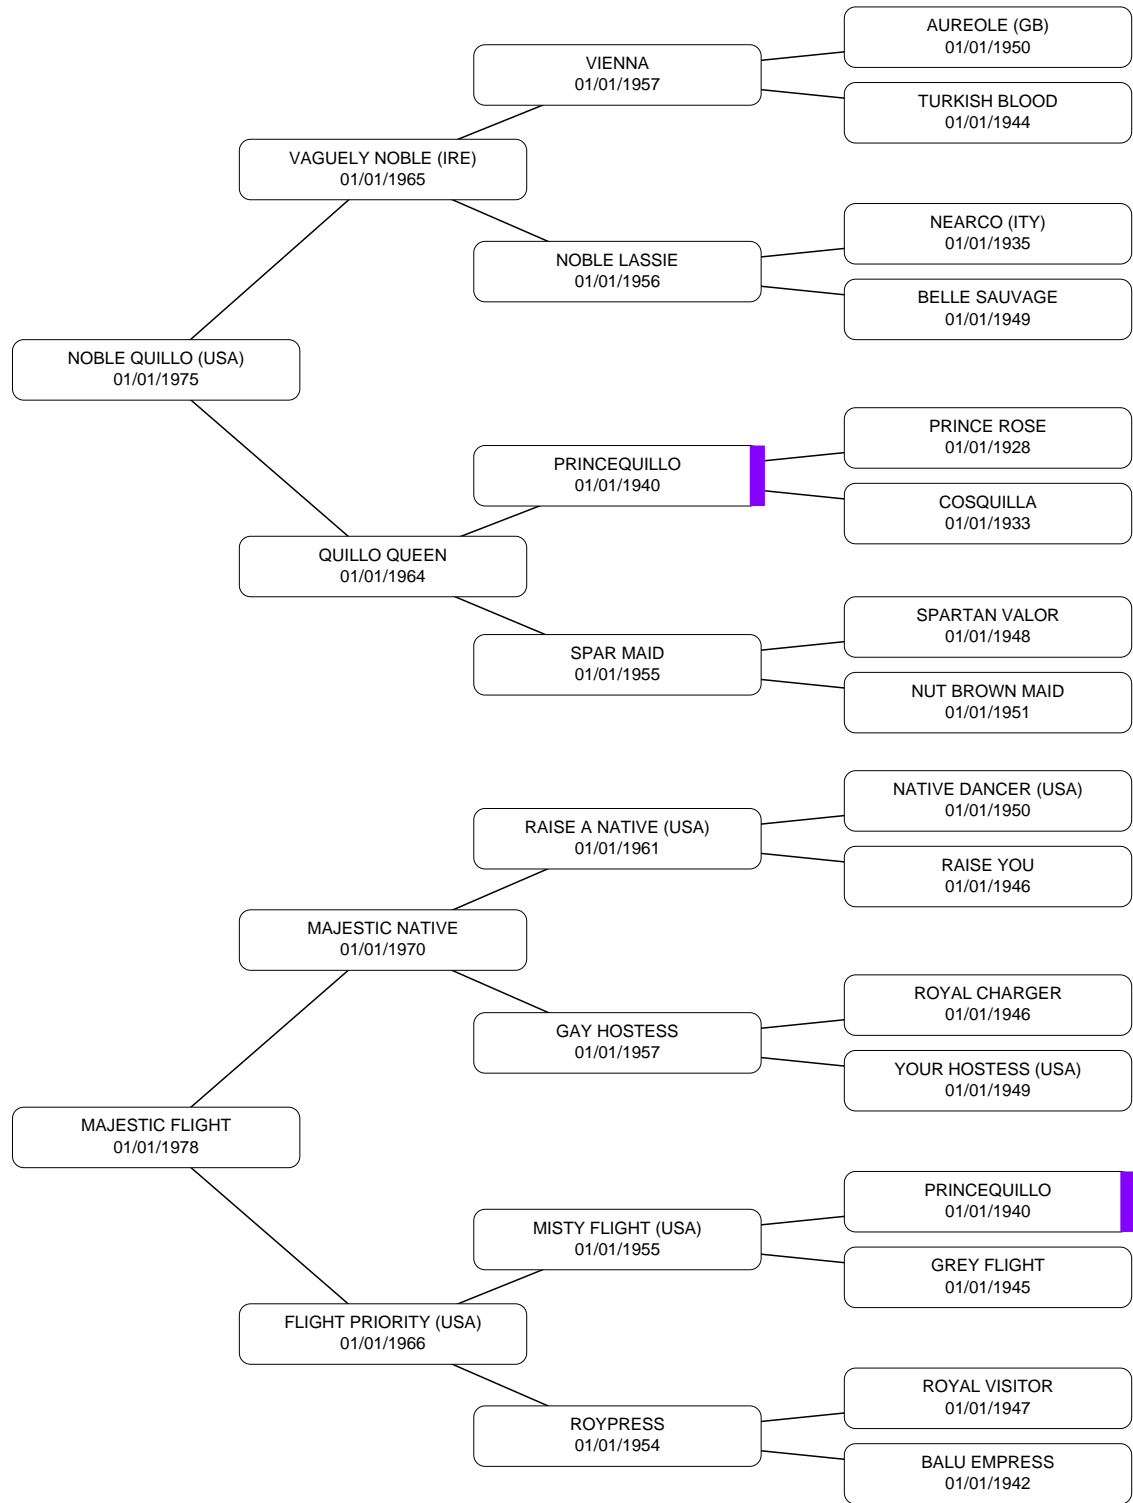 AUREOLE (GB)
01/01/1950
VIENNA
01/01/1957
TURKISH BLOOD
01/01/1944
VAGUELY NOBLE (IRE)
01/01/1965
NEARCO (ITY)
01/01/1935
NOBLE LASSIE
01/01/1956
BELLE SAUVAGE
01/01/1949
NOBLE QUILLO (USA)
01/01/1975
PRINCE ROSE
01/01/1928
PRINCEQUILLO
01/01/1940
COSQUILLA
01/01/1933
QUILLO QUEEN
01/01/1964
SPARTAN VALOR
01/01/1948
SPAR MAID
01/01/1955
NUT BROWN MAID
01/01/1951
NATIVE DANCER (USA)
01/01/1950
RAISE A NATIVE (USA)
01/01/1961
RAISE YOU
01/01/1946
MAJESTIC NATIVE
01/01/1970
ROYAL CHARGER
01/01/1946
GAY HOSTESS
01/01/1957
YOUR HOSTESS (USA)
01/01/1949
MAJESTIC FLIGHT
01/01/1978
PRINCEQUILLO
01/01/1940
MISTY FLIGHT (USA)
01/01/1955
GREY FLIGHT
01/01/1945
FLIGHT PRIORITY (USA)
01/01/1966
ROYAL VISITOR
01/01/1947
ROYPRESS
01/01/1954
BALU EMPRESS
01/01/1942